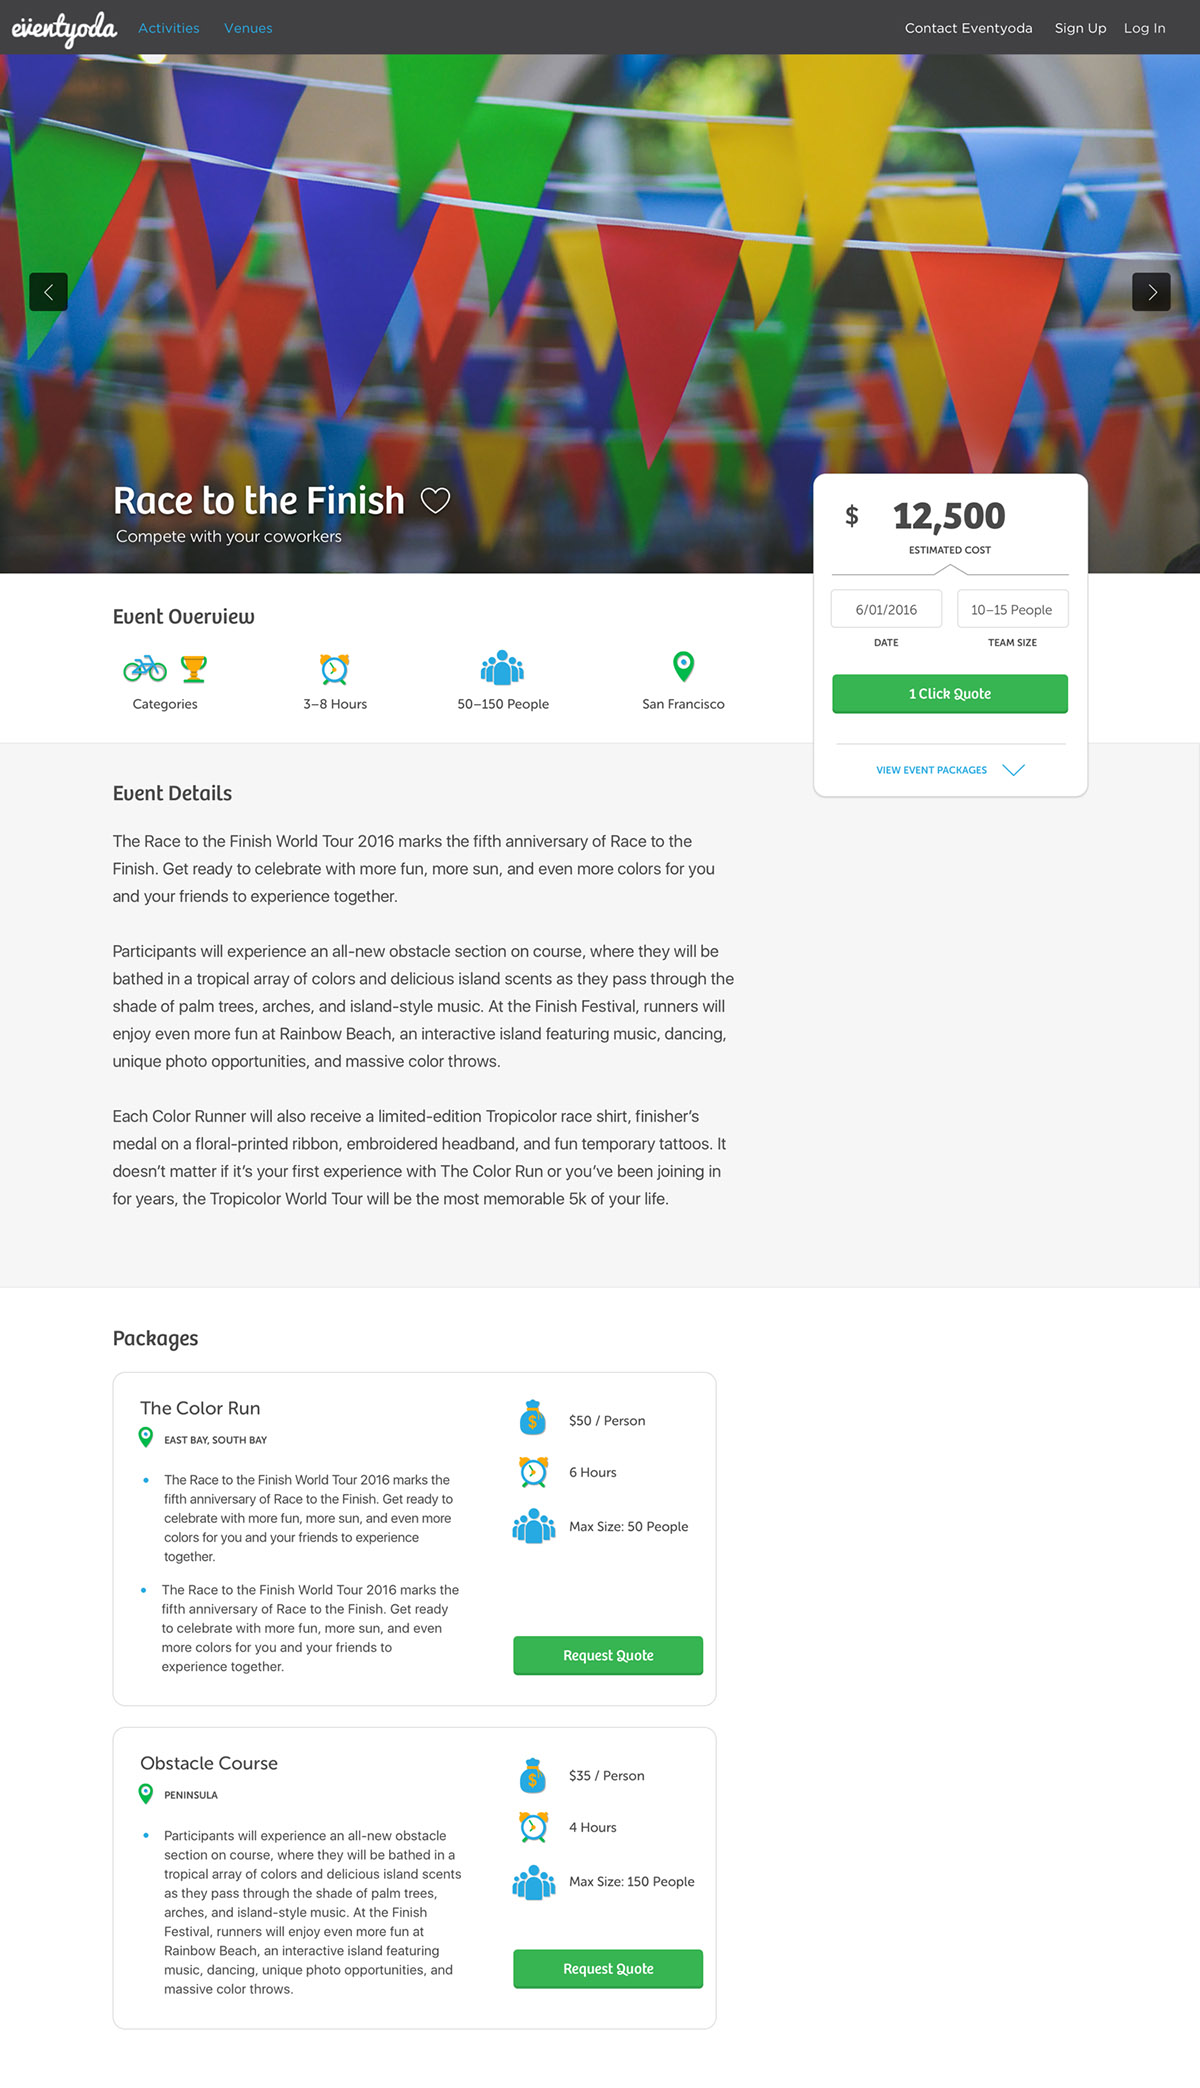 eventyoda Activities Venues Contact Eventyoda Sign Up Log In
Race to the Finish
Compete with your coworkers
$ 12,500
ESTIMATED COST
6/01/2016 10–15 People
DATE TEAM SIZE
1 Click Quote
VIEW EVENT PACKAGES
Event Overview
Categories 3–8 Hours 50–150 People San Francisco
Event Details
The Race to the Finish World Tour 2016 marks the fifth anniversary of Race to the
Finish. Get ready to celebrate with more fun, more sun, and even more colors for you
and your friends to experience together.
Participants will experience an all-new obstacle section on course, where they will be
bathed in a tropical array of colors and delicious island scents as they pass through the
shade of palm trees, arches, and island-style music. At the Finish Festival, runners will
enjoy even more fun at Rainbow Beach, an interactive island featuring music, dancing,
unique photo opportunities, and massive color throws.
Each Color Runner will also receive a limited-edition Tropicolor race shirt, finisher’s
medal on a floral-printed ribbon, embroidered headband, and fun temporary tattoos. It
doesn’t matter if it’s your first experience with The Color Run or you’ve been joining in
for years, the Tropicolor World Tour will be the most memorable 5k of your life.
Packages
The Color Run
EAST BAY, SOUTH BAY
• The Race to the Finish World Tour 2016 marks the
fifth anniversary of Race to the Finish. Get ready to
celebrate with more fun, more sun, and even more
colors for you and your friends to experience
together.
• The Race to the Finish World Tour 2016 marks the
fifth anniversary of Race to the Finish. Get ready
to celebrate with more fun, more sun, and even
more colors for you and your friends to
experience together.
$
$50 / Person
6 Hours
Max Size: 50 People
Request Quote
Obstacle Course
PENINSULA
• Participants will experience an all-new obstacle
section on course, where they will be bathed in a
tropical array of colors and delicious island scents
as they pass through the shade of palm trees,
arches, and island-style music. At the Finish
Festival, runners will enjoy even more fun at
Rainbow Beach, an interactive island featuring
music, dancing, unique photo opportunities, and
massive color throws.
$
$35 / Person
4 Hours
Max Size: 150 People
Request Quote